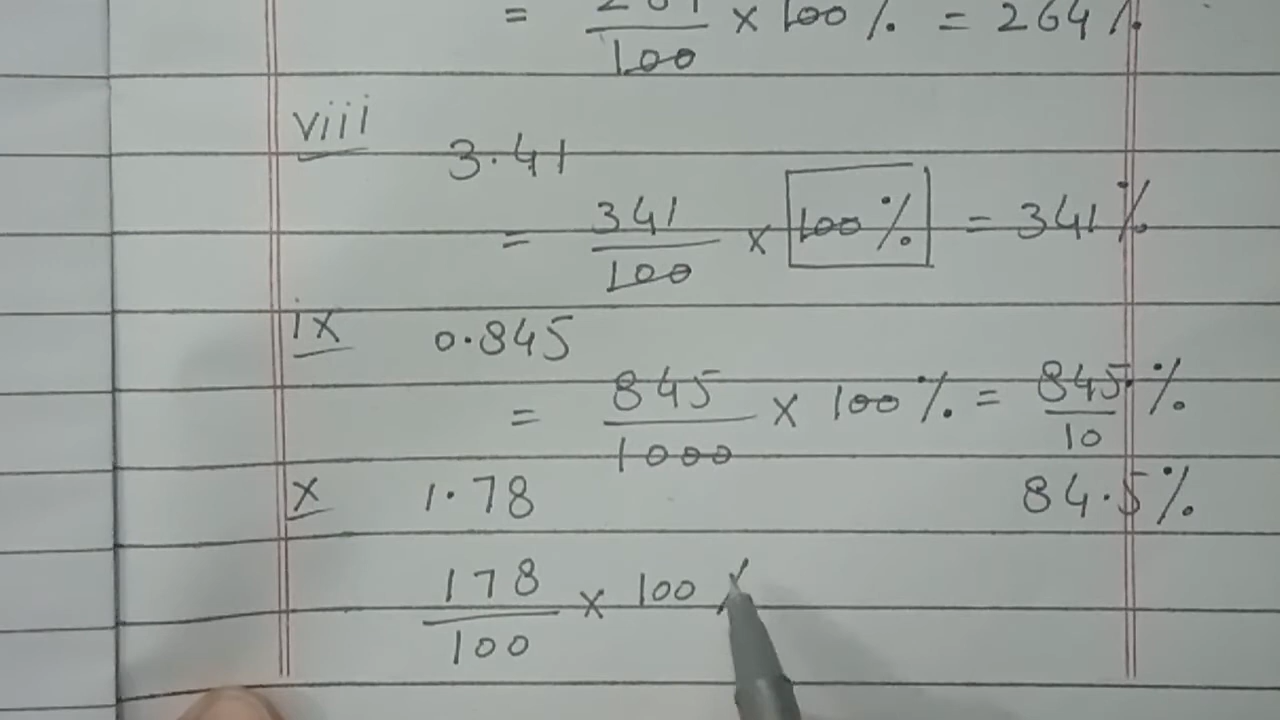 = /100 × 100% = 264%
viii 3.41
= 341/100 × 100% = 341%
ix 0.845
= 845/1000 × 100% = 845/10 %
x 1.78 84.5%
178/100 × 100